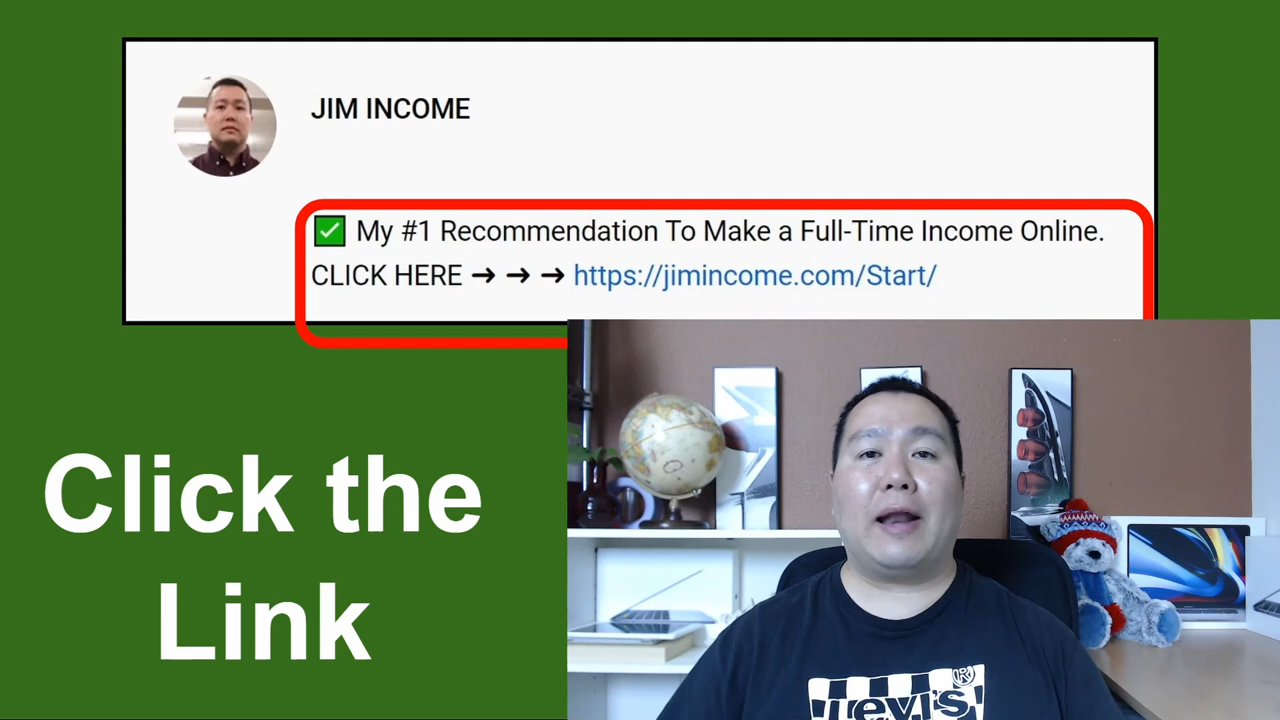 JIM INCOME
✅ My #1 Recommendation To Make a Full-Time Income Online.
CLICK HERE ➜ ➜ ➜ https://jimincome.com/Start/
Click the
Link
Levi's
®